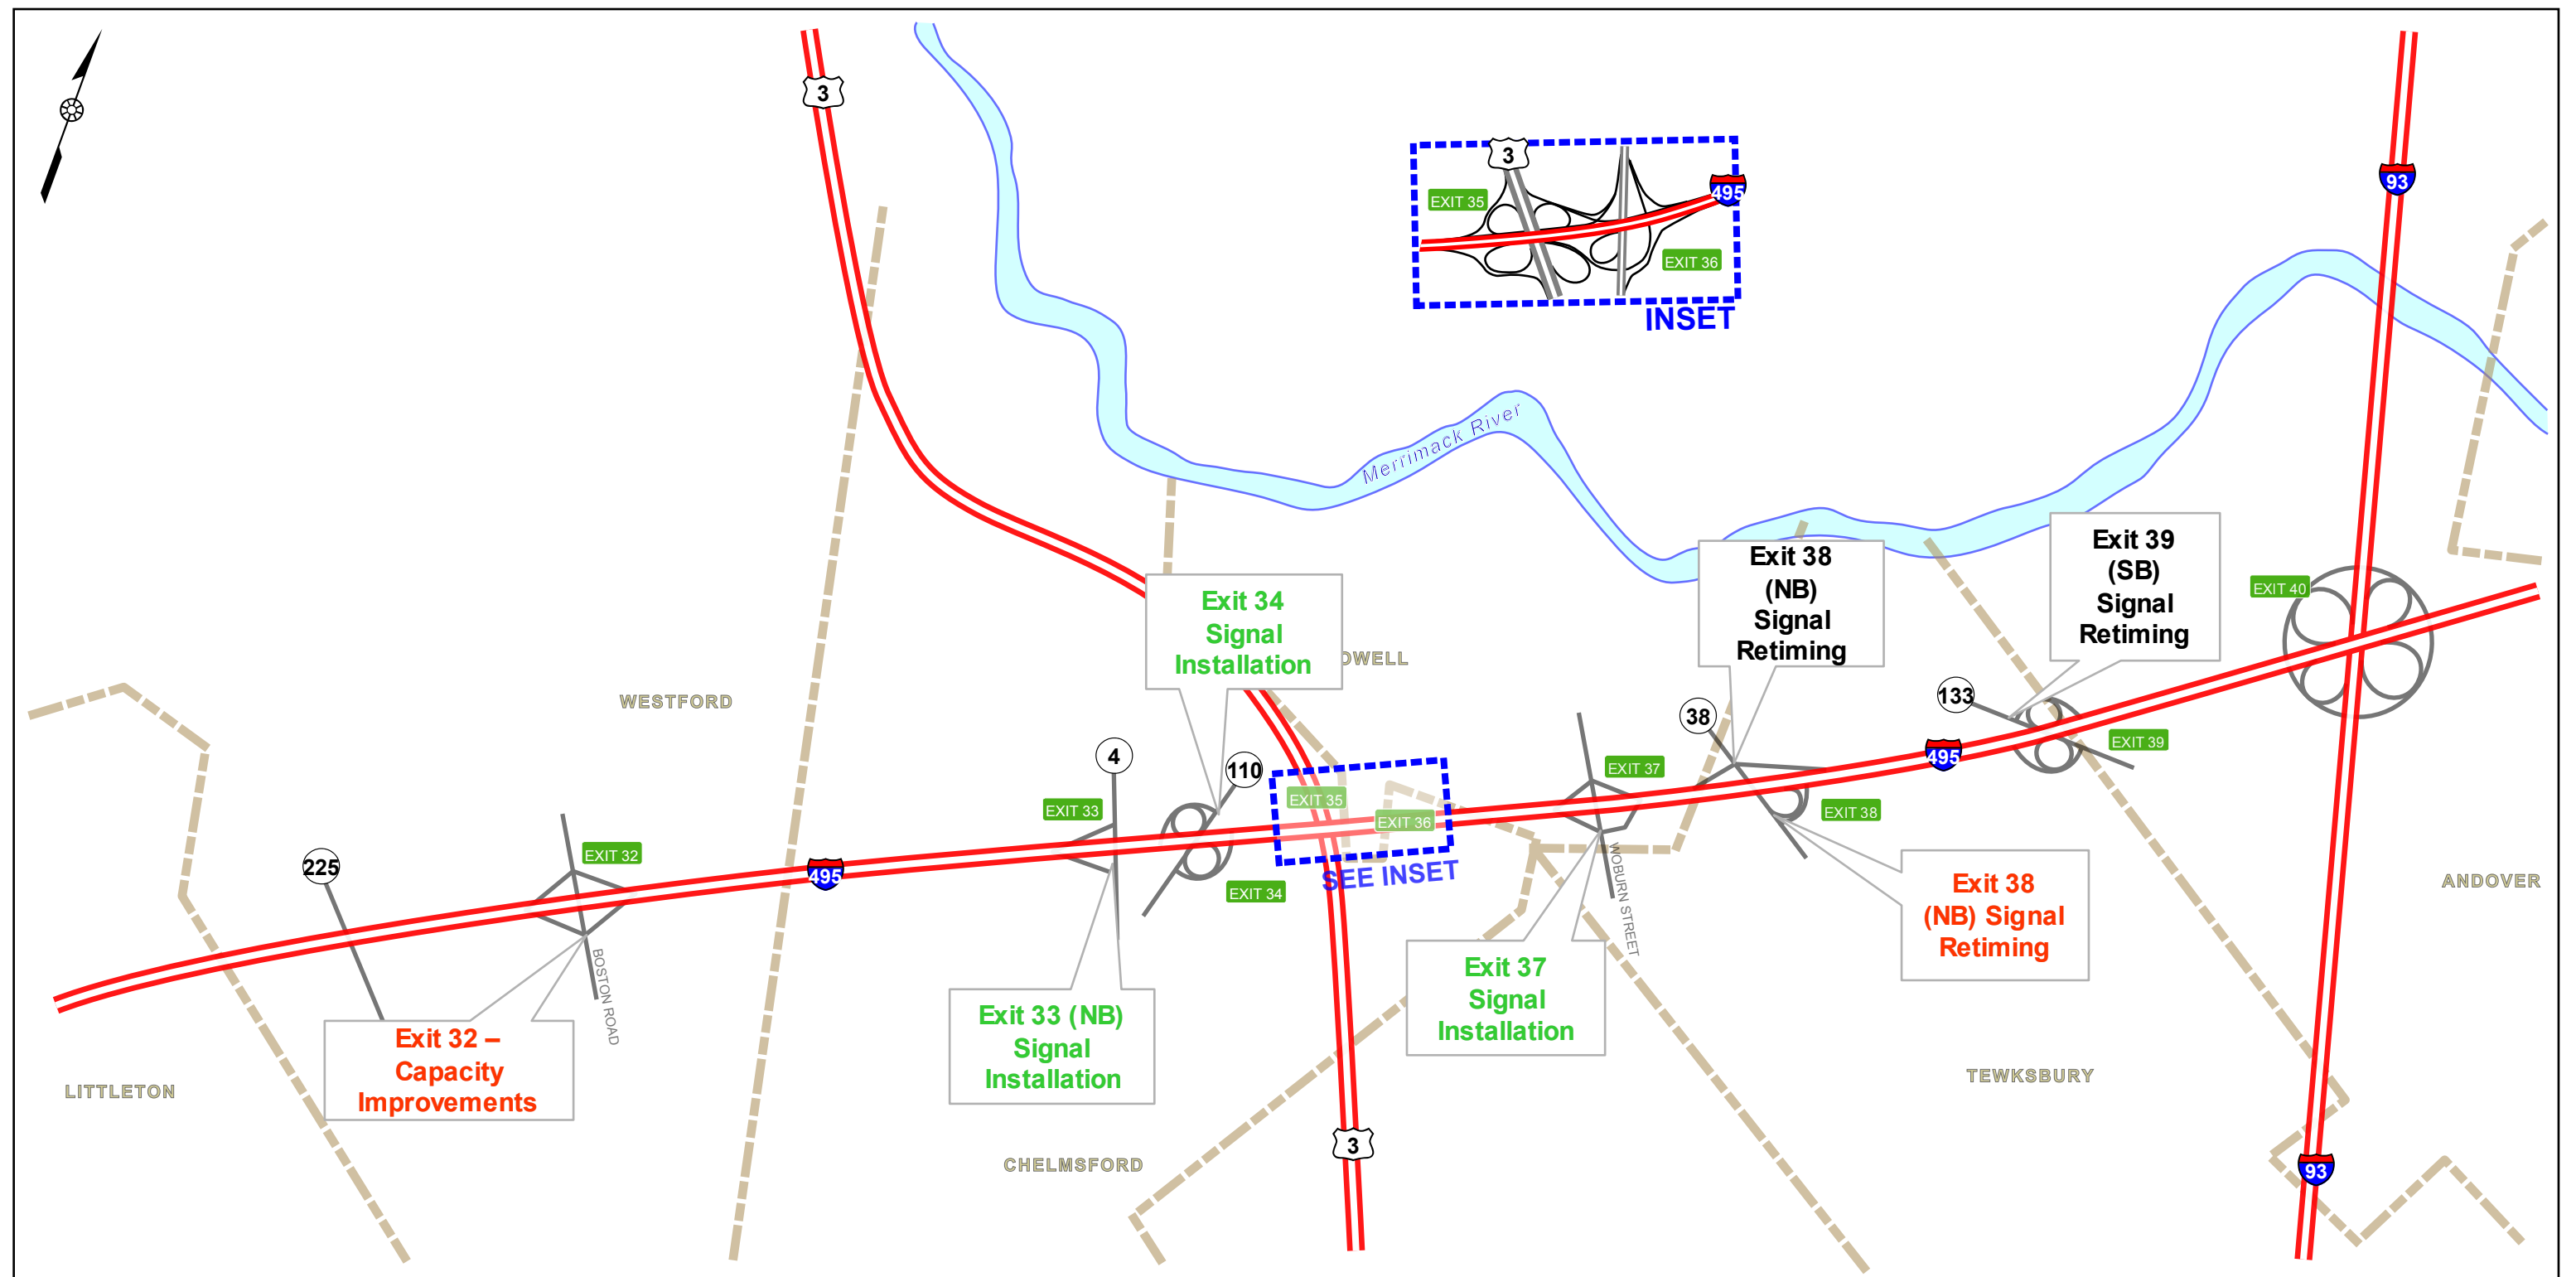 3
93
3
495
EXIT 35
EXIT 36
INSET
Merrimack River
Exit 39
(SB)
Signal
Retiming
Exit 38
(NB)
Signal
Retiming
EXIT 40
Exit 34
Signal
Installation
OWELL
WESTFORD
133
38
4
110
EXIT 39
495
EXIT 37
EXIT 35
EXIT 36
EXIT 33
EXIT 38
EXIT 32
225
495
EXIT 34
SEE INSET
WOBURN STREET
ANDOVER
Exit 38
(NB) Signal
Retiming
BOSTON ROAD
Exit 37
Signal
Installation
Exit 33 (NB)
Signal
Installation
Exit 32 –
Capacity
Improvements
LITTLETON
TEWKSBURY
CHELMSFORD
3
93